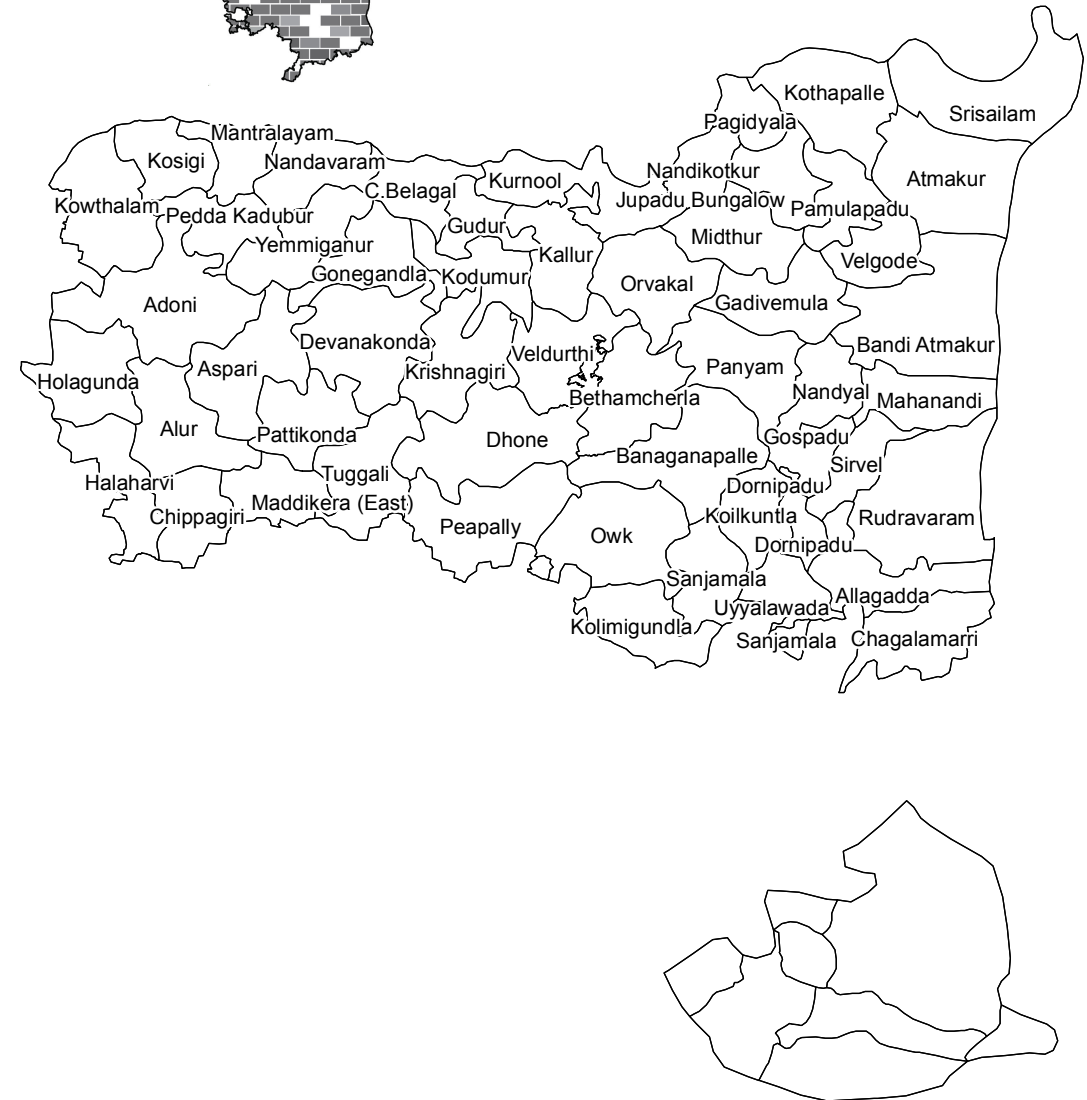 Kothapalle
Srisailam
Pagidyala
Mantralayam
Kosigi
Nandavaram
Nandikotkur
Atmakur
Kurnool
C.Belagal
Jupadu Bungalow
Kowthalam
Pedda Kadubur
Pamulapadu
Gudur
Midthur
Yemmiganur
Kallur
Velgode
Gonegandla
Kodumur
Orvakal
Adoni
Gadivemula
Devanakonda
Bandi Atmakur
Veldurthi
Aspari
Krishnagiri
Panyam
Holagunda
Nandyal
Bethamcherla
Mahanandi
Alur
Pattikonda
Dhone
Gospadu
Banaganapalle
Sirvel
Tuggali
Halaharvi
Dornipadu
Maddikera (East)
Chippagiri
Koilkuntla
Rudravaram
Peapally
Owk
Dornipadu
Sanjamala
Allagadda
Uyyalawada
Kolimigundla
Sanjamala
Chagalamarri